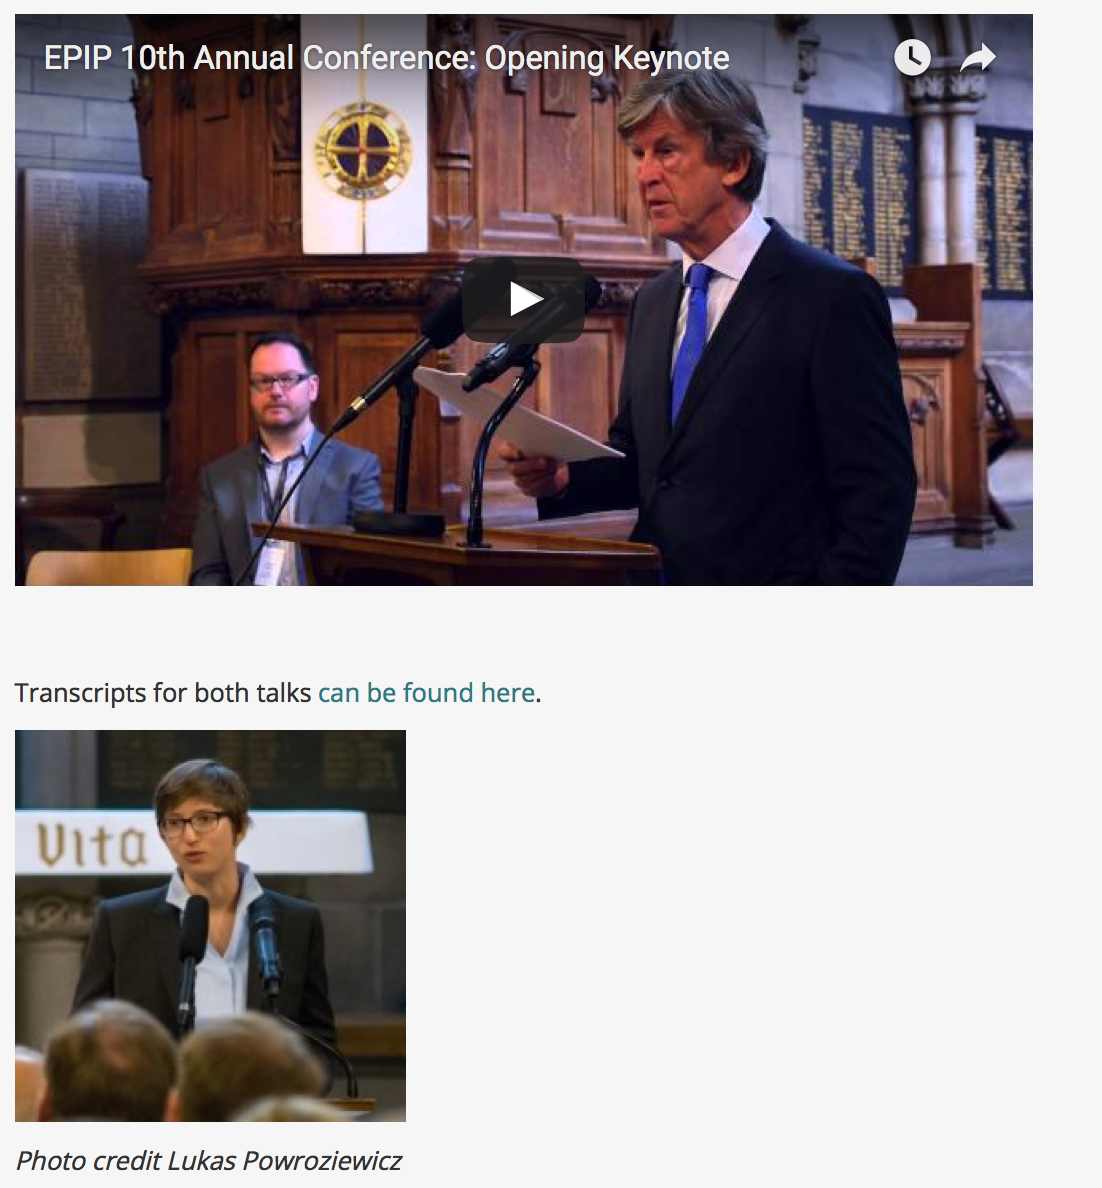 EPIP 10th Annual Conference: Opening Keynote
Transcripts for both talks can be found here.
Vita
Photo credit Lukas Powroziewicz